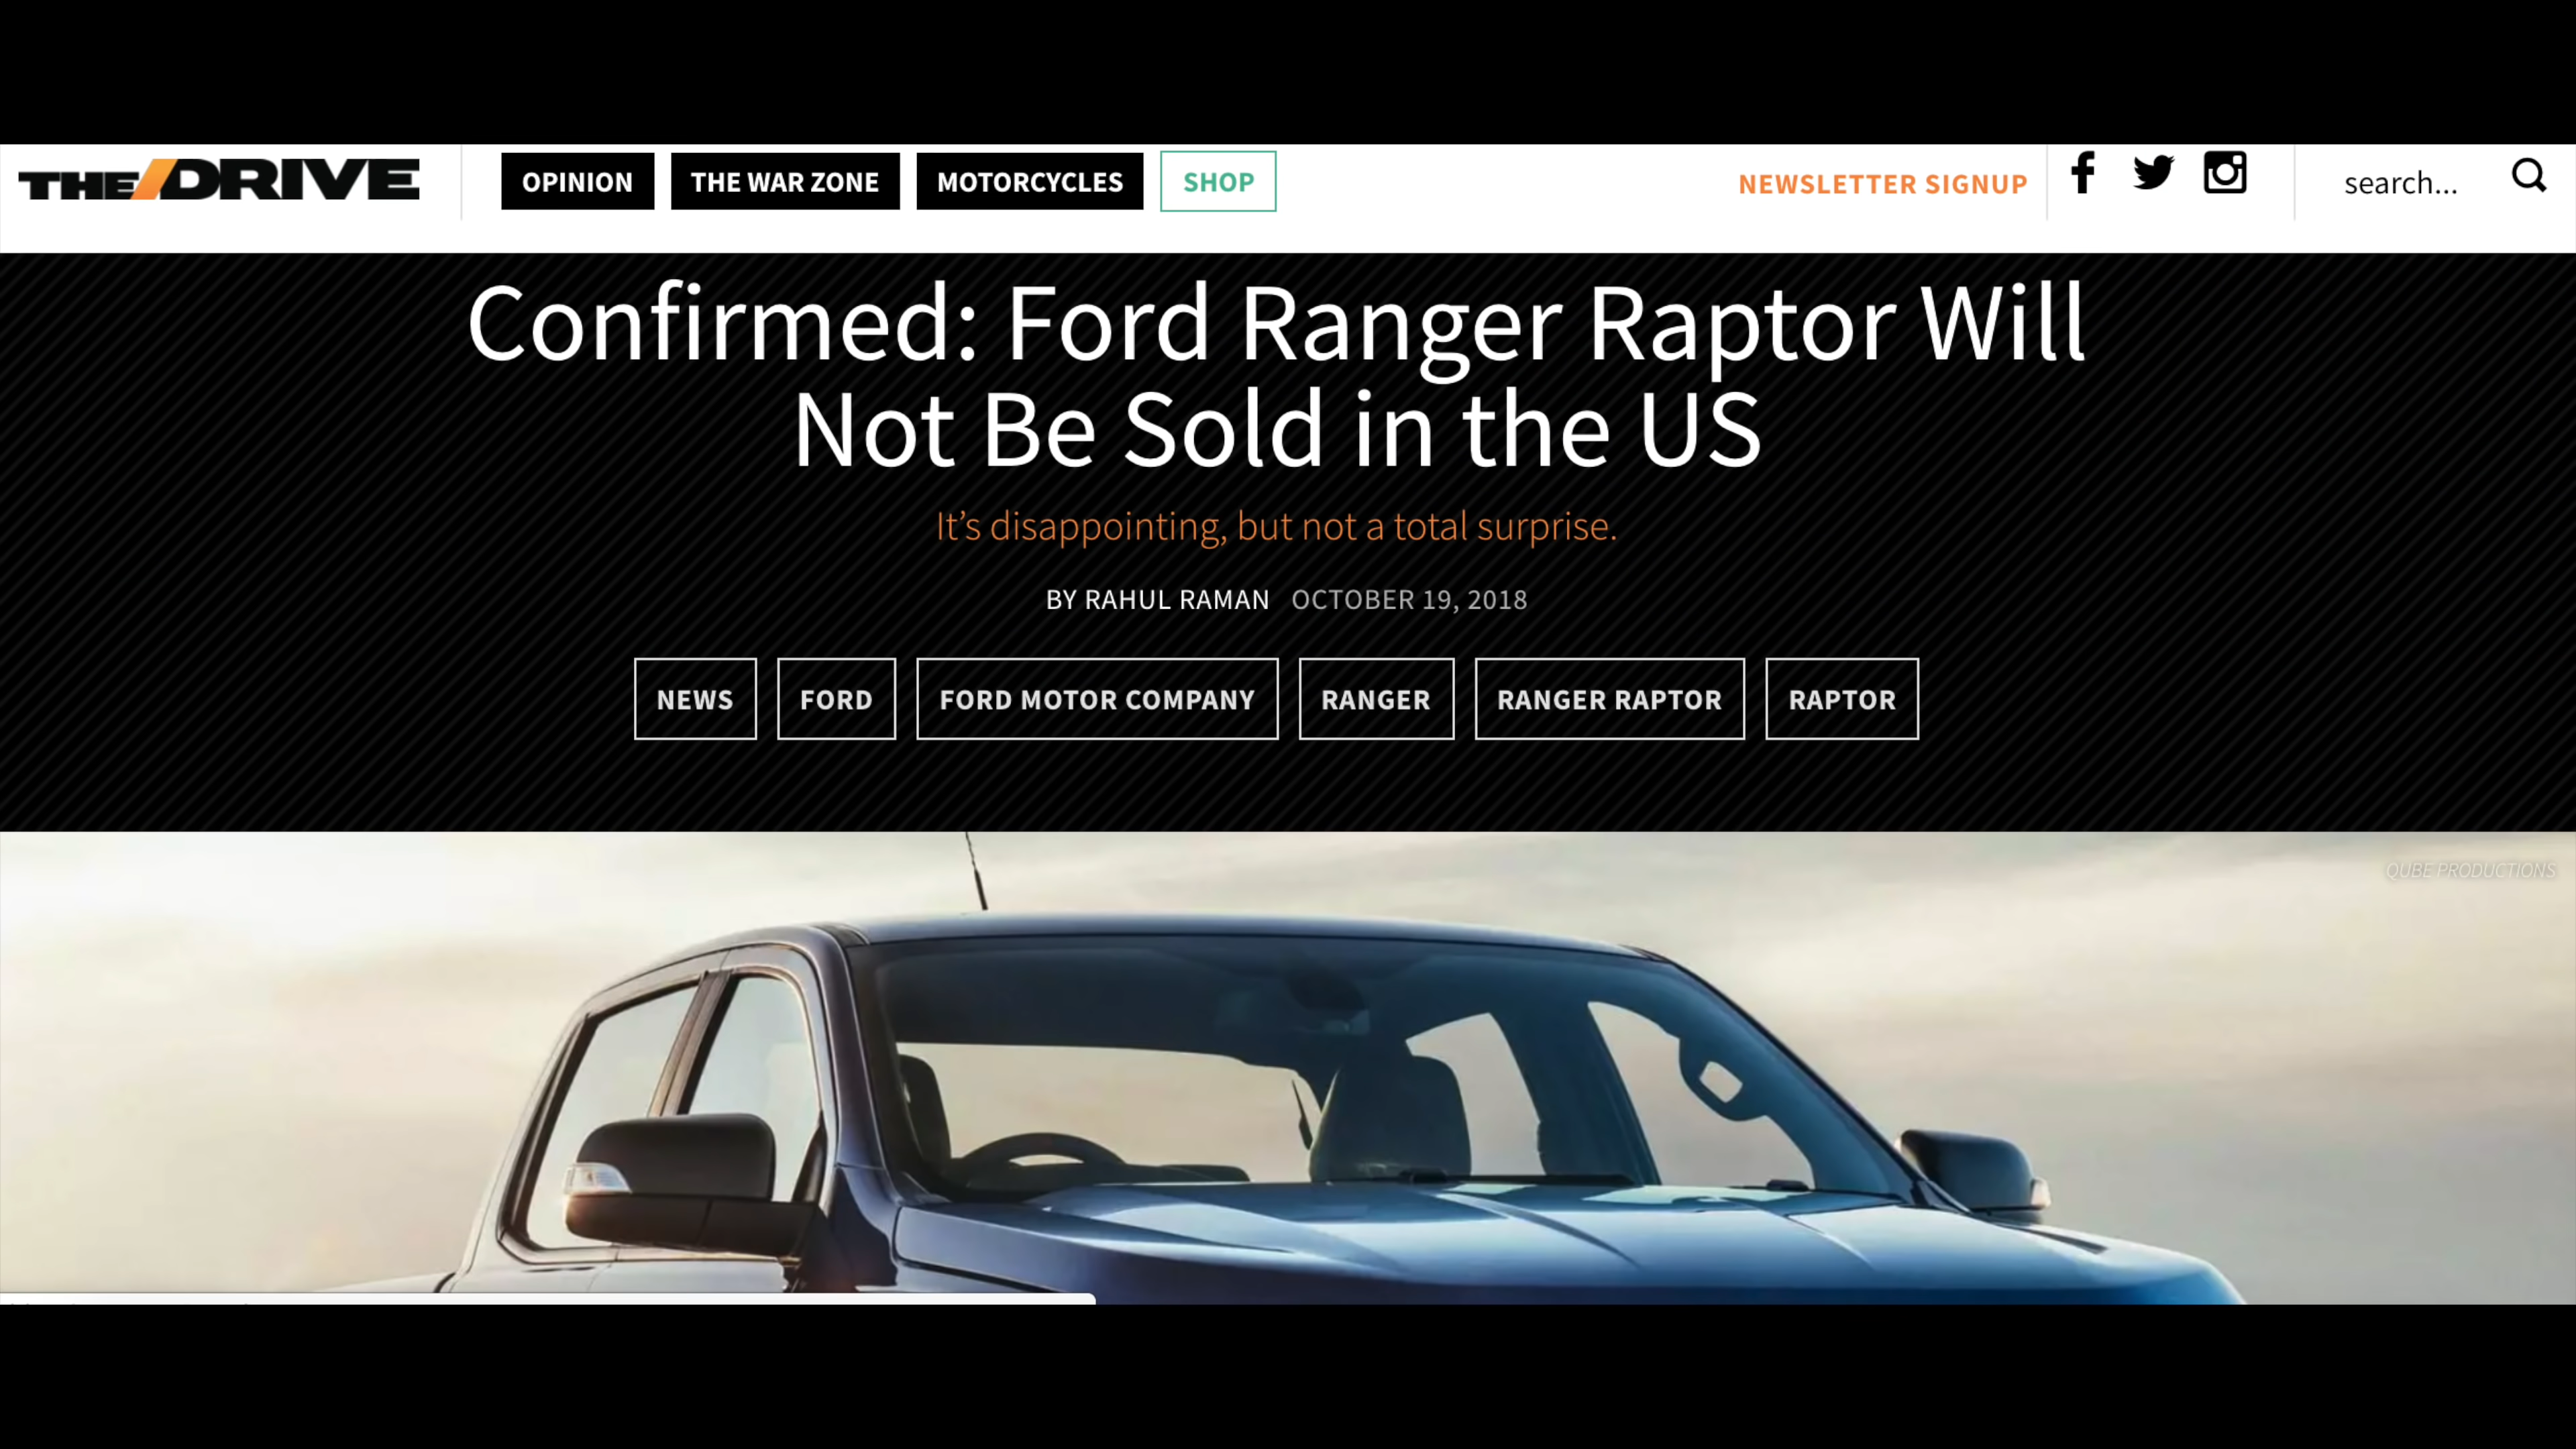 THE DRIVE
OPINION
THE WAR ZONE
MOTORCYCLES
SHOP
NEWSLETTER SIGNUP
search...
Confirmed: Ford Ranger Raptor Will
Not Be Sold in the US
It’s disappointing, but not a total surprise.
BY RAHUL RAMAN OCTOBER 19, 2018
NEWS
FORD
FORD MOTOR COMPANY
RANGER
RANGER RAPTOR
RAPTOR
QUBE PRODUCTIONS